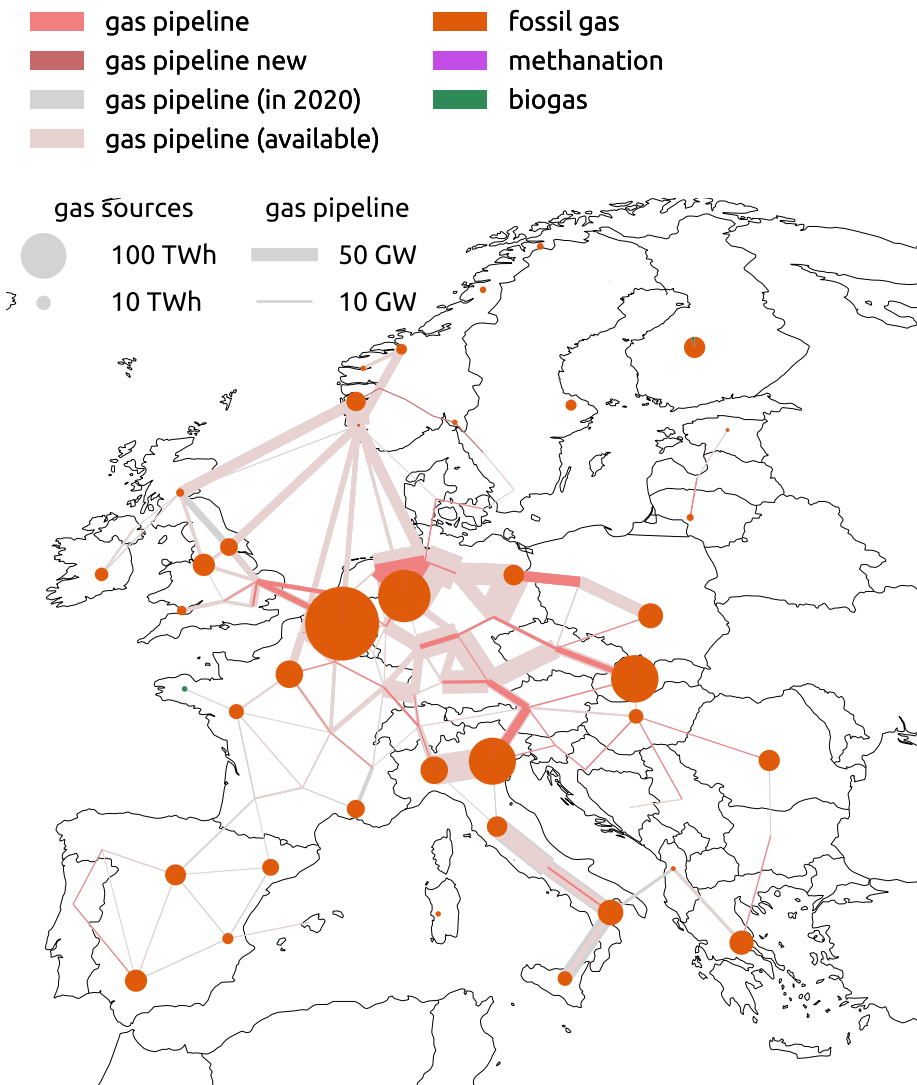 gas pipeline
gas pipeline new
gas pipeline (in 2020)
gas pipeline (available)
fossil gas
methanation
biogas
gas sources
100 TWh
10 TWh
gas pipeline
50 GW
10 GW